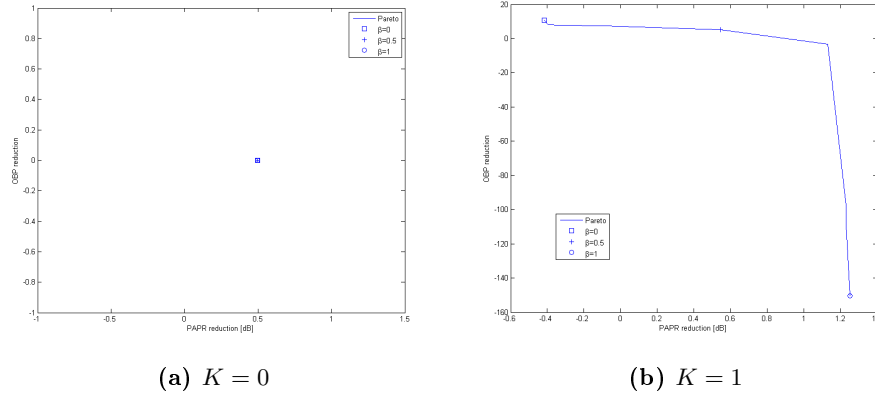 1
0.8
0.6
0.4
0.2
0
-0.2
-0.4
-0.6
-0.8
-1
-1
-0.5
0
0.5
1
1.5
OBP reduction
PAPR reduction [dB]
Pareto
β=0
β=0.5
β=1
(a) K = 0
20
0
-20
-40
-60
-80
-100
-120
-140
-160
-0.6
-0.4
-0.2
0
0.2
0.4
0.6
0.8
1
1.2
1.4
OBP reduction
PAPR reduction [dB]
Pareto
β=0
β=0.5
β=1
(b) K = 1